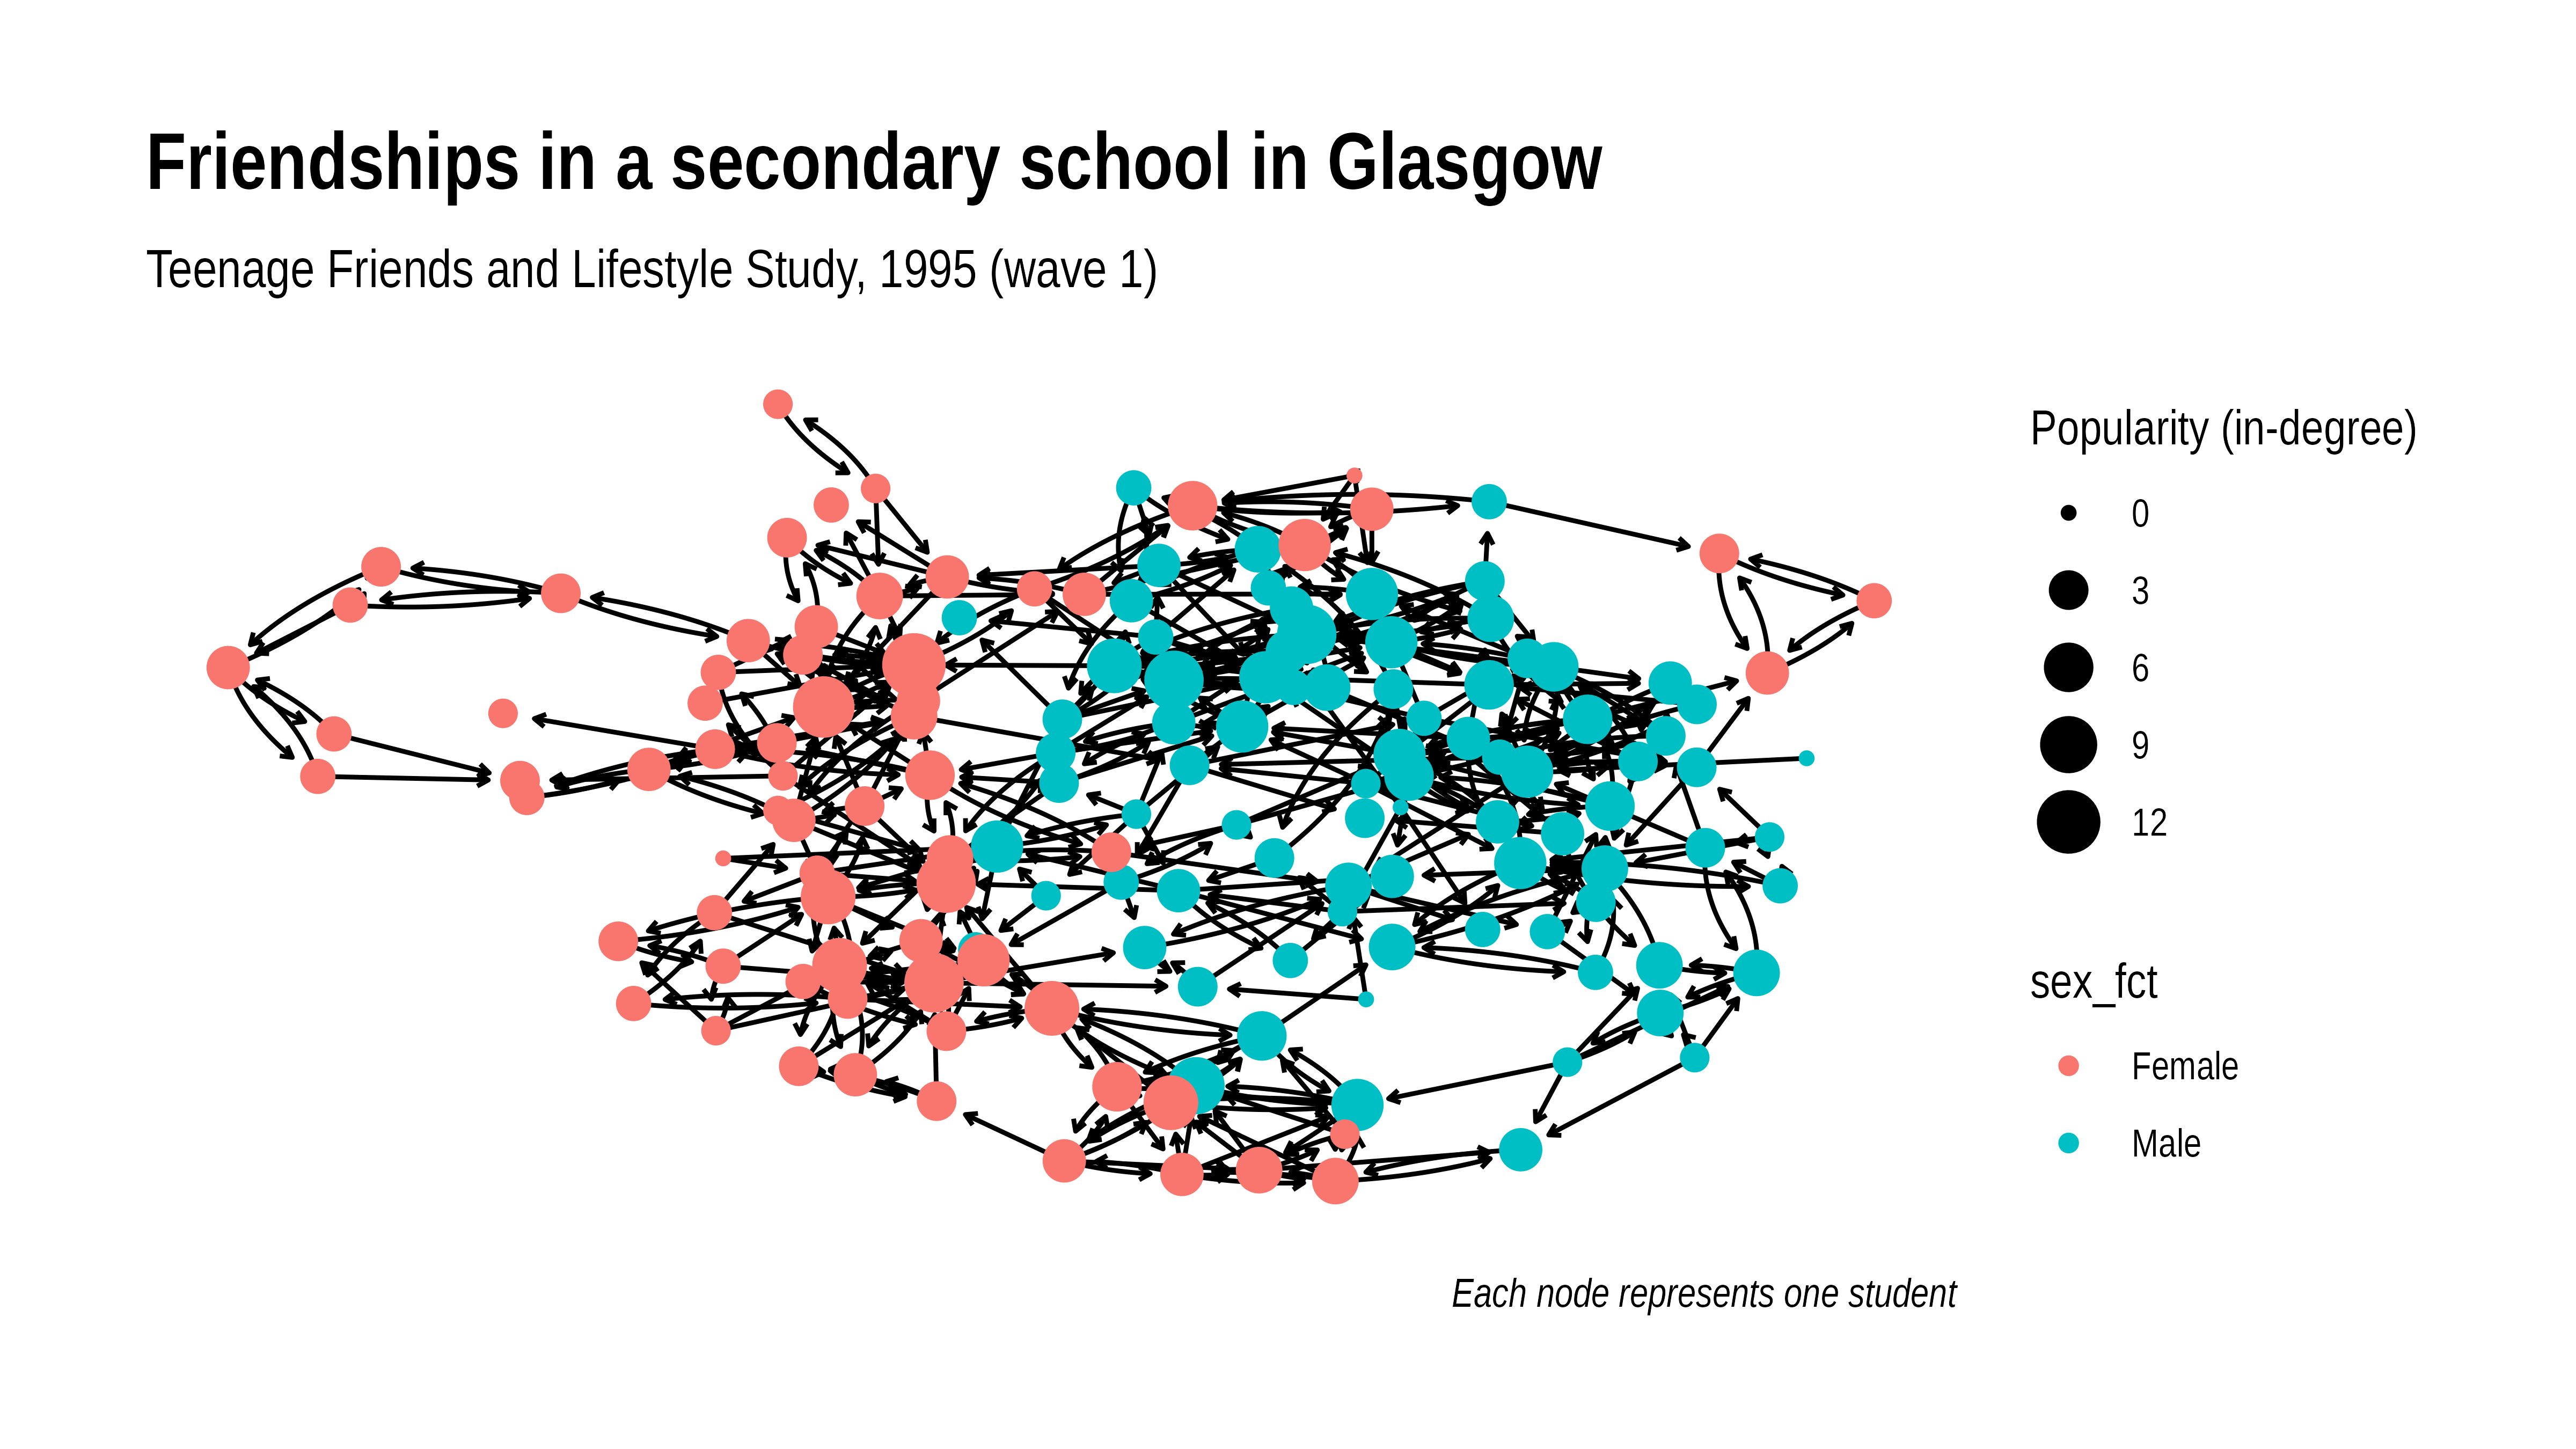 Friendships in a secondary school in Glasgow
Teenage Friends and Lifestyle Study, 1995 (wave 1)
Popularity (in-degree)
0
3
6
9
12
sex_fct
Female
Male
Each node represents one student